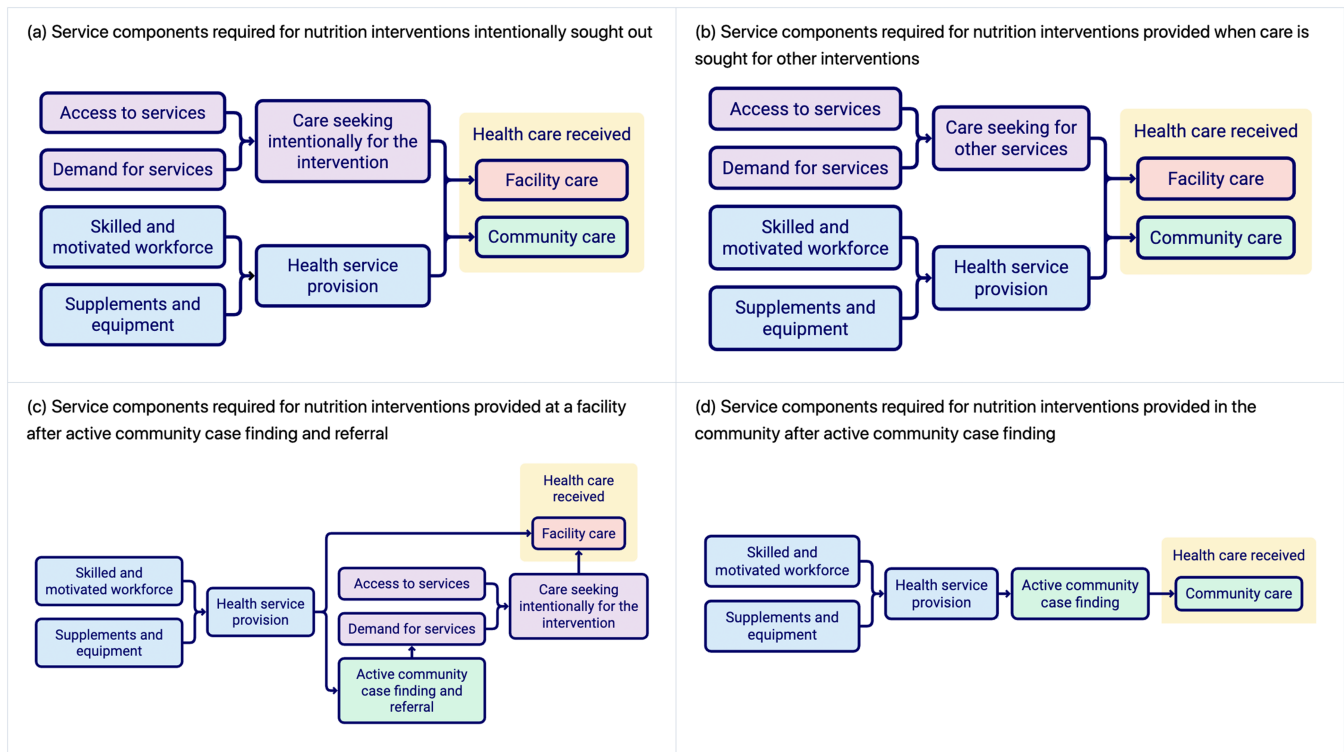 (a) Service components required for nutrition interventions intentionally sought out
Access to services
Demand for services
Skilled and
motivated workforce
Supplements and
equipment
Care seeking
intentionally for the
intervention
Health service
provision
Health care received
Facility care
Community care
(b) Service components required for nutrition interventions provided when care is
sought for other interventions
Access to services
Demand for services
Skilled and
motivated workforce
Supplements and
equipment
Care seeking for
other services
Health service
provision
Health care received
Facility care
Community care
(c) Service components required for nutrition interventions provided at a facility
after active community case finding and referral
Skilled and
motivated workforce
Supplements and
equipment
Health service
provision
Access to services
Demand for services
Active community
case finding and
referral
Care seeking
intentionally for the
intervention
Health care
received
Facility care
(d) Service components required for nutrition interventions provided in the
community after active community case finding
Skilled and
motivated workforce
Supplements and
equipment
Health service
provision
Active community
case finding
Health care received
Community care